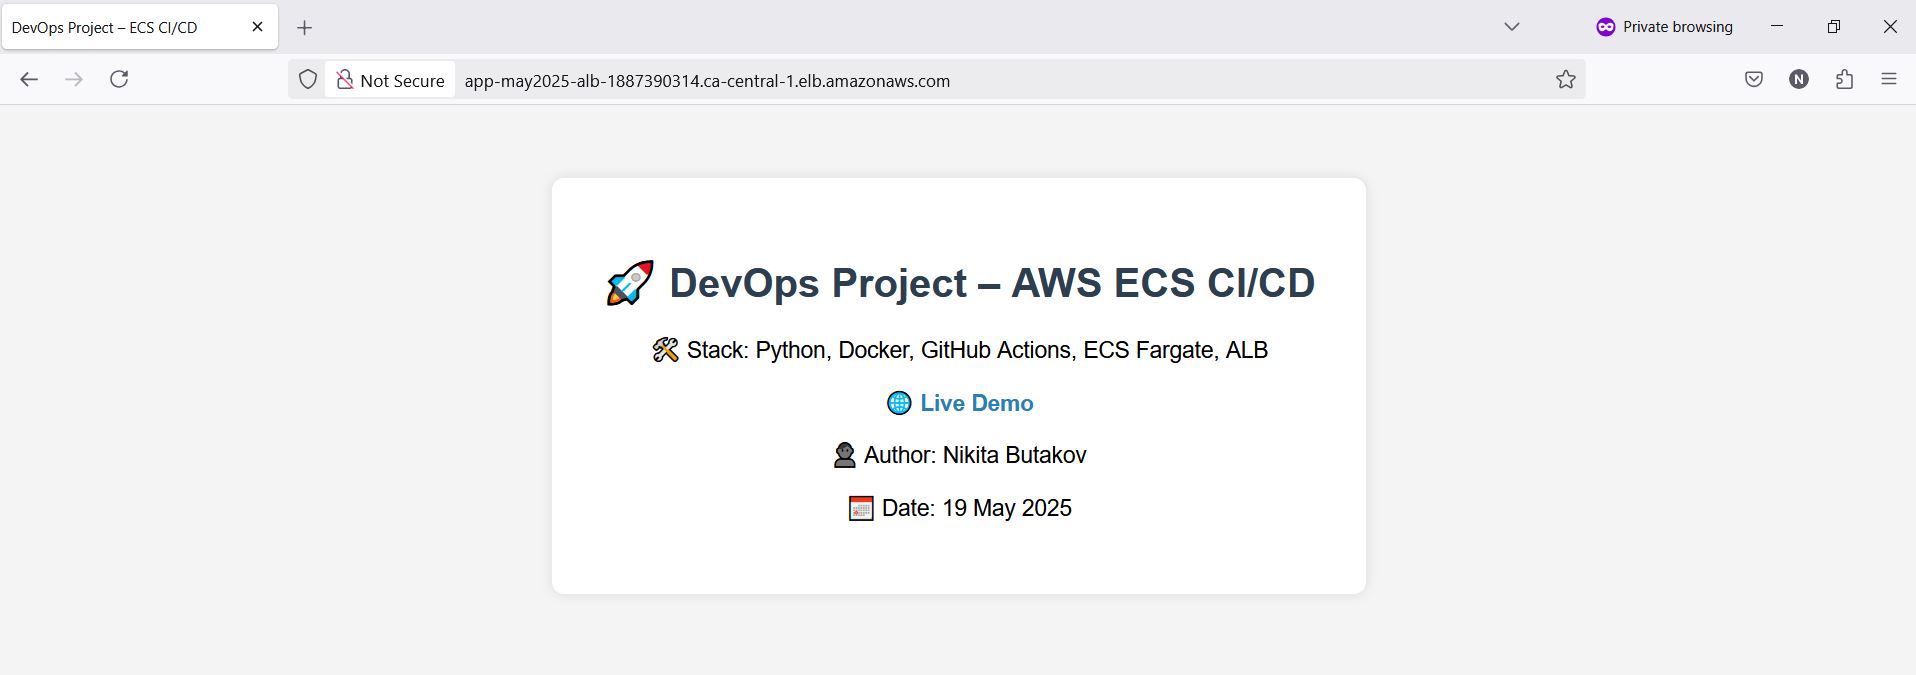 DevOps Project – ECS CI/CD
Private browsing
Not Secure
app-may2025-alb-1887390314.ca-central-1.elb.amazonaws.com
N
🚀 DevOps Project – AWS ECS CI/CD
🛠 Stack: Python, Docker, GitHub Actions, ECS Fargate, ALB
🌐 Live Demo
👤 Author: Nikita Butakov
📅 Date: 19 May 2025